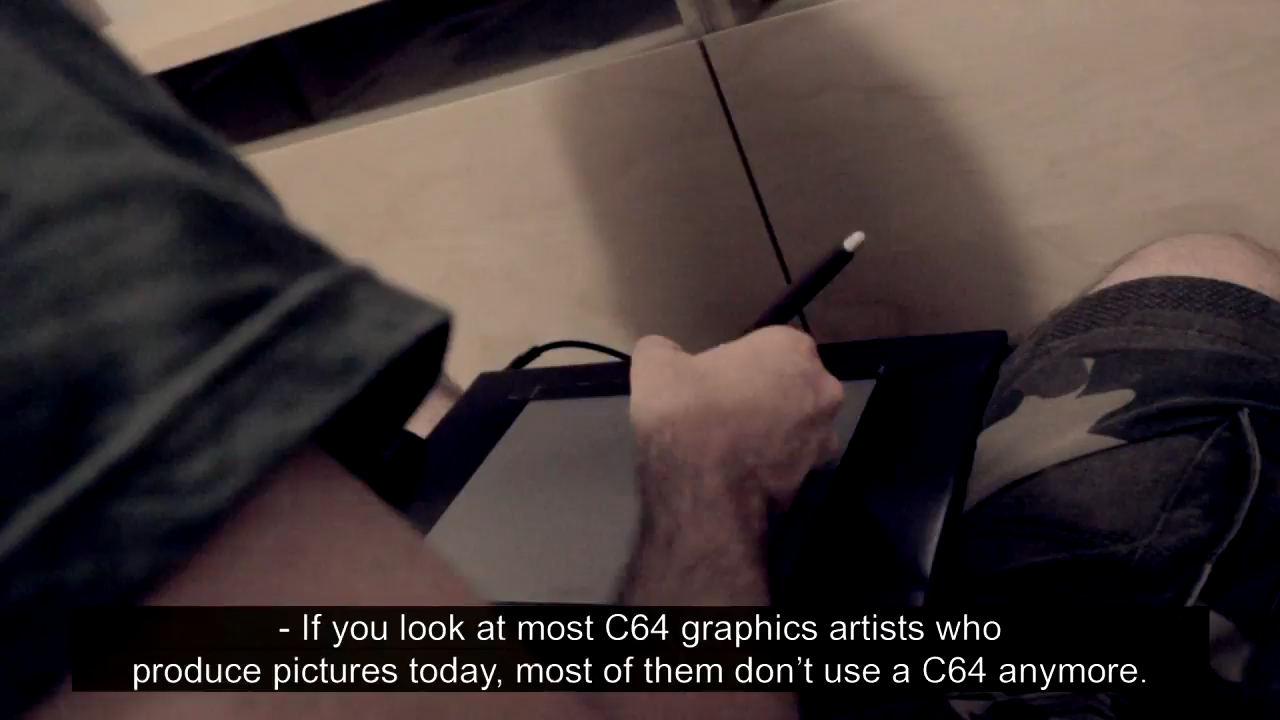 - If you look at most C64 graphics artists who
produce pictures today, most of them don’t use a C64 anymore.